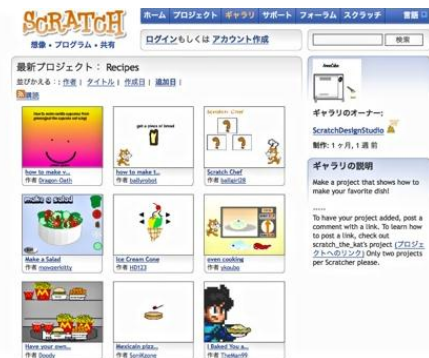 SCRATCH
想像・プログラム・共有
ホーム プロジェクト ギャラリ サポート フォーラム スクラッチ 言語
ログインもしくは アカウント作成
検索
最新プロジェクト： Recipes
並びかえる：: 作者 | タイトル | 作成日 | 追加日 |
購読
Scratch Chef
how to make v...
作者 Dragon-Oath
how to make t...
作者 ballurobot
Scratch Chef
作者 ballgirl28
make a salad
Make a Salad
Ice Cream Cone
作者 HD123
oven cooking
作者 skoubo
Have your own...
作者 Doody
Mexicain pizz...
I Baked You a...
作者 TheMan99
ギャラリのオーナー:
ScratchDesignStudio
制作: 1ヶ月, 1 週 前
ギャラリの説明
Make a project that shows how to
make your favorite dish!
-----
To have your project added, post a
comment with a link. To learn how
to post a link, check out
scratch_the_kat's project (プロジェ
クトへのリンク) Only two projects
per Scratcher please.